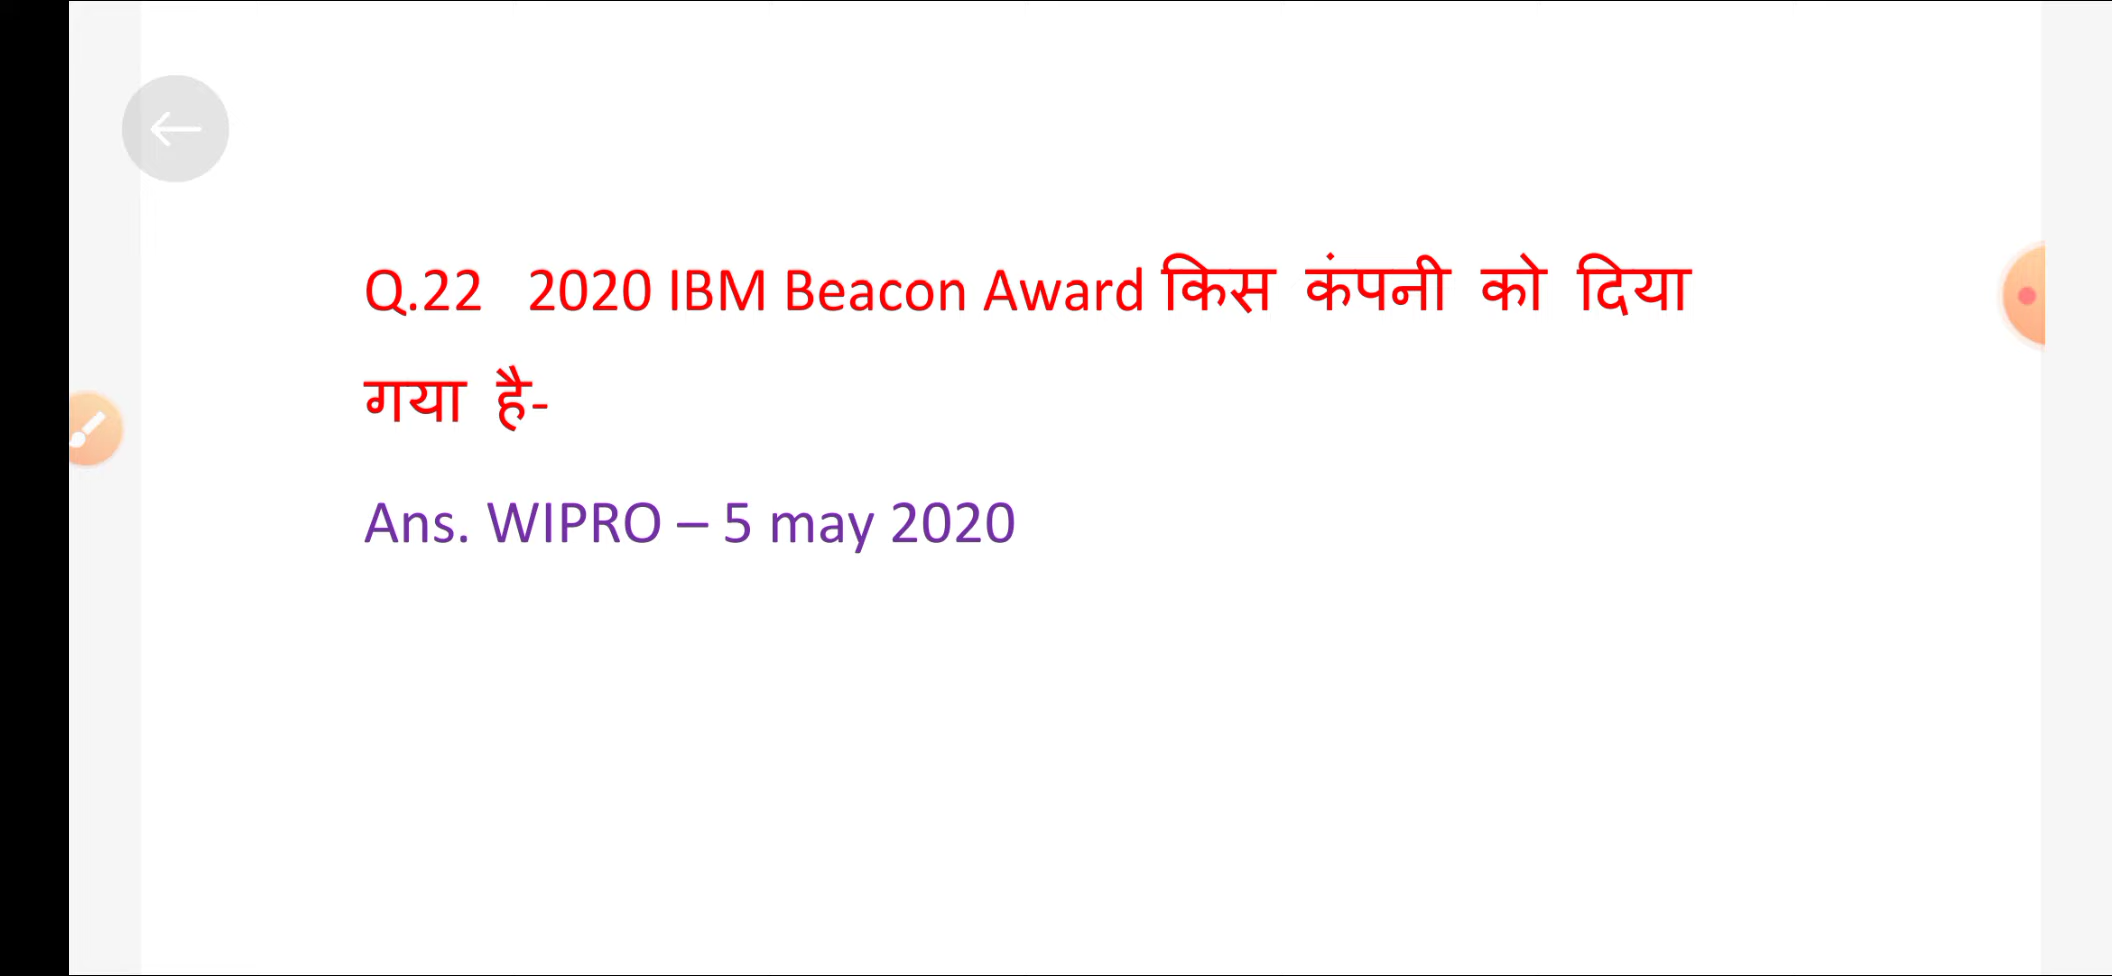 Q.22 2020 IBM Beacon Award किस कंपनी को दिया
गया है-
Ans. WIPRO – 5 may 2020